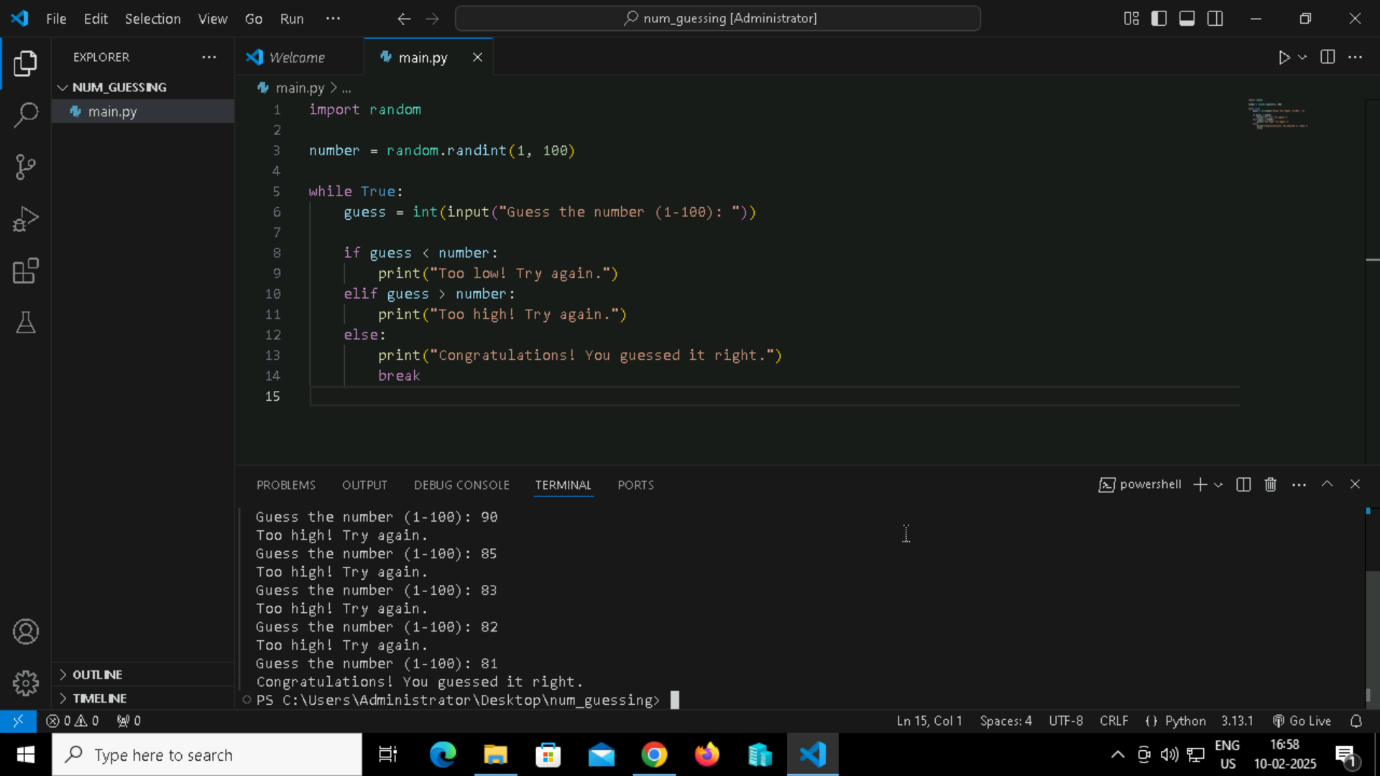 File Edit Selection View Go Run ···
num_guessing [Administrator]
EXPLORER ···
NUM_GUESSING
main.py
OUTLINE
TIMELINE
Welcome
main.py
main.py > ...
1 import random
2
3 number = random.randint(1, 100)
4
5 while True:
6 guess = int(input("Guess the number (1-100): "))
7
8 if guess < number:
9 print("Too low! Try again.")
10 elif guess > number:
11 print("Too high! Try again.")
12 else:
13 print("Congratulations! You guessed it right.")
14 break
15
PROBLEMS OUTPUT DEBUG CONSOLE TERMINAL PORTS
powershell
Guess the number (1-100): 90
Too high! Try again.
Guess the number (1-100): 85
Too high! Try again.
Guess the number (1-100): 83
Too high! Try again.
Guess the number (1-100): 82
Too high! Try again.
Guess the number (1-100): 81
Congratulations! You guessed it right.
PS C:\Users\Administrator\Desktop\num_guessing>
0 0 0 Ln 15, Col 1 Spaces: 4 UTF-8 CRLF {} Python 3.13.1 Go Live
Type here to search
ENG
US
16:58
10-02-2025
1